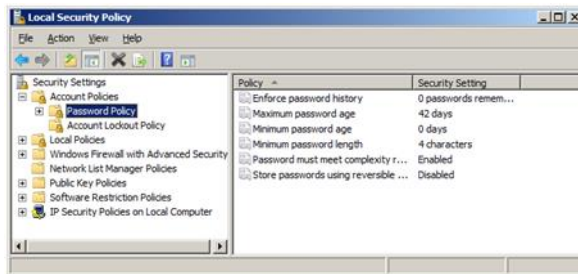 Local Security Policy
File Action View Help
Security Settings
Account Policies
Password Policy
Account Lockout Policy
Local Policies
Windows Firewall with Advanced Security
Network List Manager Policies
Public Key Policies
Software Restriction Policies
IP Security Policies on Local Computer
Policy Security Setting
Enforce password history 0 passwords remem...
Maximum password age 42 days
Minimum password age 0 days
Minimum password length 4 characters
Password must meet complexity r... Enabled
Store passwords using reversible ... Disabled